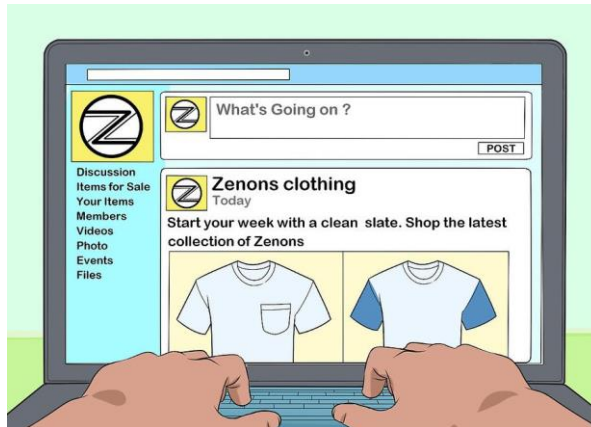 What's Going on ?
POST
Discussion
Items for Sale
Your Items
Members
Videos
Photo
Events
Files
Zenons clothing
Today
Start your week with a clean slate. Shop the latest
collection of Zenons